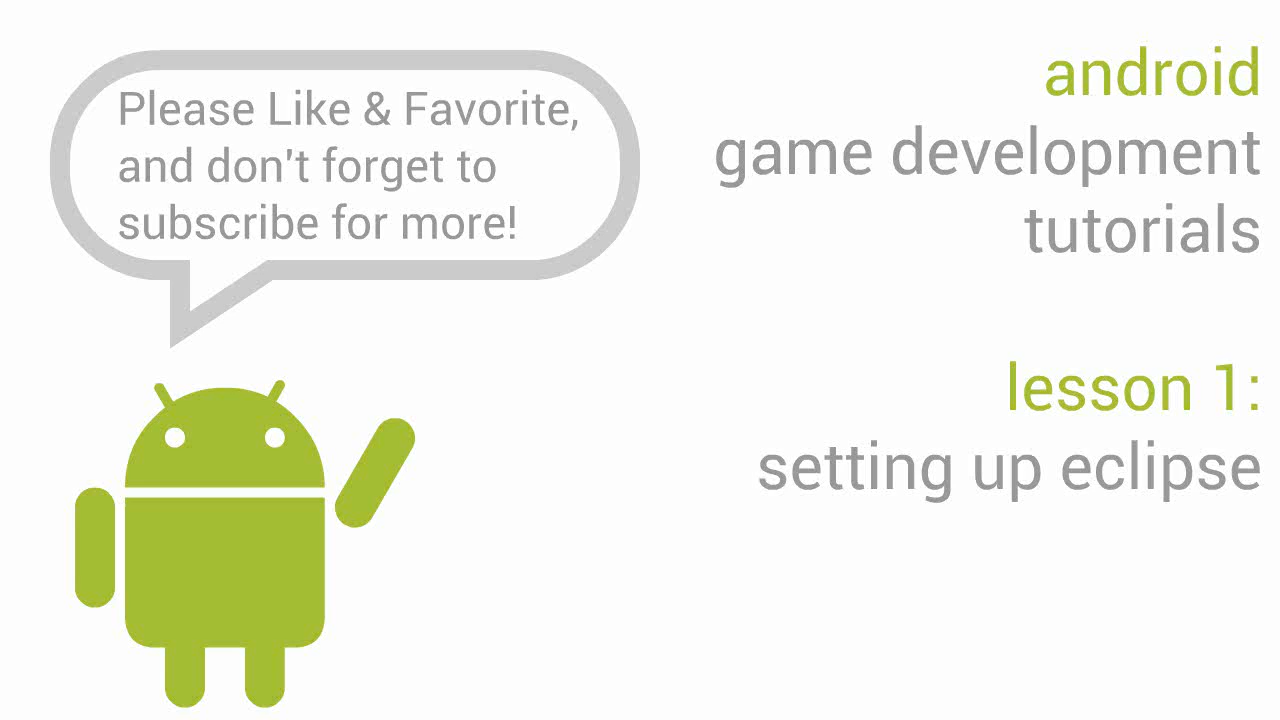 Please Like & Favorite,
and don't forget to
subscribe for more!
android
game development
tutorials
lesson 1:
setting up eclipse